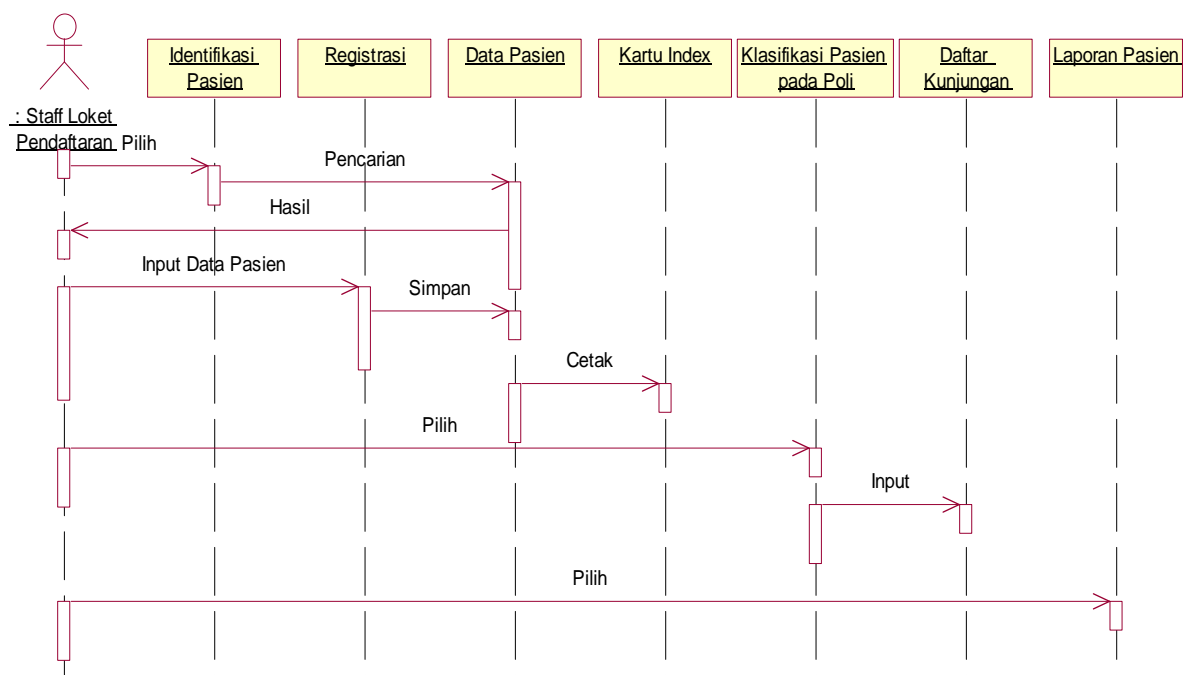 Identifikasi
Pasien
Registrasi
Data Pasien
Kartu Index
Klasifikasi Pasien
pada Poli
Daftar
Kunjungan
Laporan Pasien
: Staff Loket
Pendaftaran
Pilih
Pencarian
Hasil
Input Data Pasien
Simpan
Cetak
Pilih
Input
Pilih